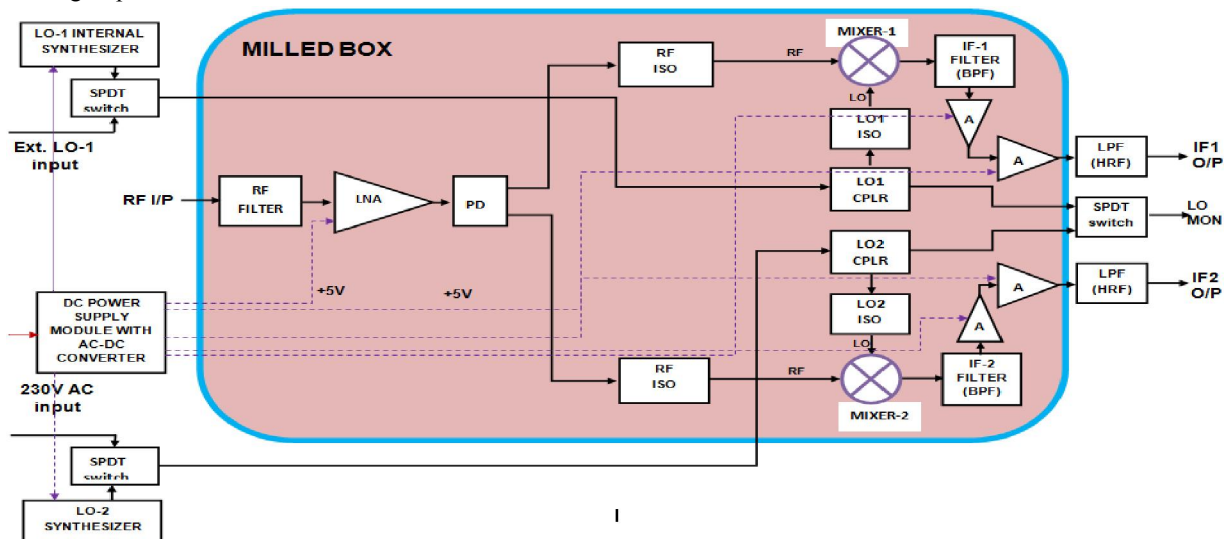 LO-1 INTERNAL
SYNTHESIZER
SPDT
switch
Ext. LO-1
input
MILLED BOX
RF
ISO
RF
MIXER-1
IF-1
FILTER
(BPF)
LO
LO1
ISO
A
A
LPF
(HRF)
IF1
O/P
RF I/P
RF
FILTER
LNA
PD
LO1
CPLR
SPDT
switch
LO
MON
LO2
CPLR
+5V
+5V
A
LPF
(HRF)
IF2
O/P
DC POWER
SUPPLY
MODULE WITH
AC-DC
CONVERTER
LO2
ISO
A
LO
RF
ISO
RF
IF-2
FILTER
(BPF)
MIXER-2
230V AC
input
SPDT
switch
LO-2
SYNTHESIZER
I